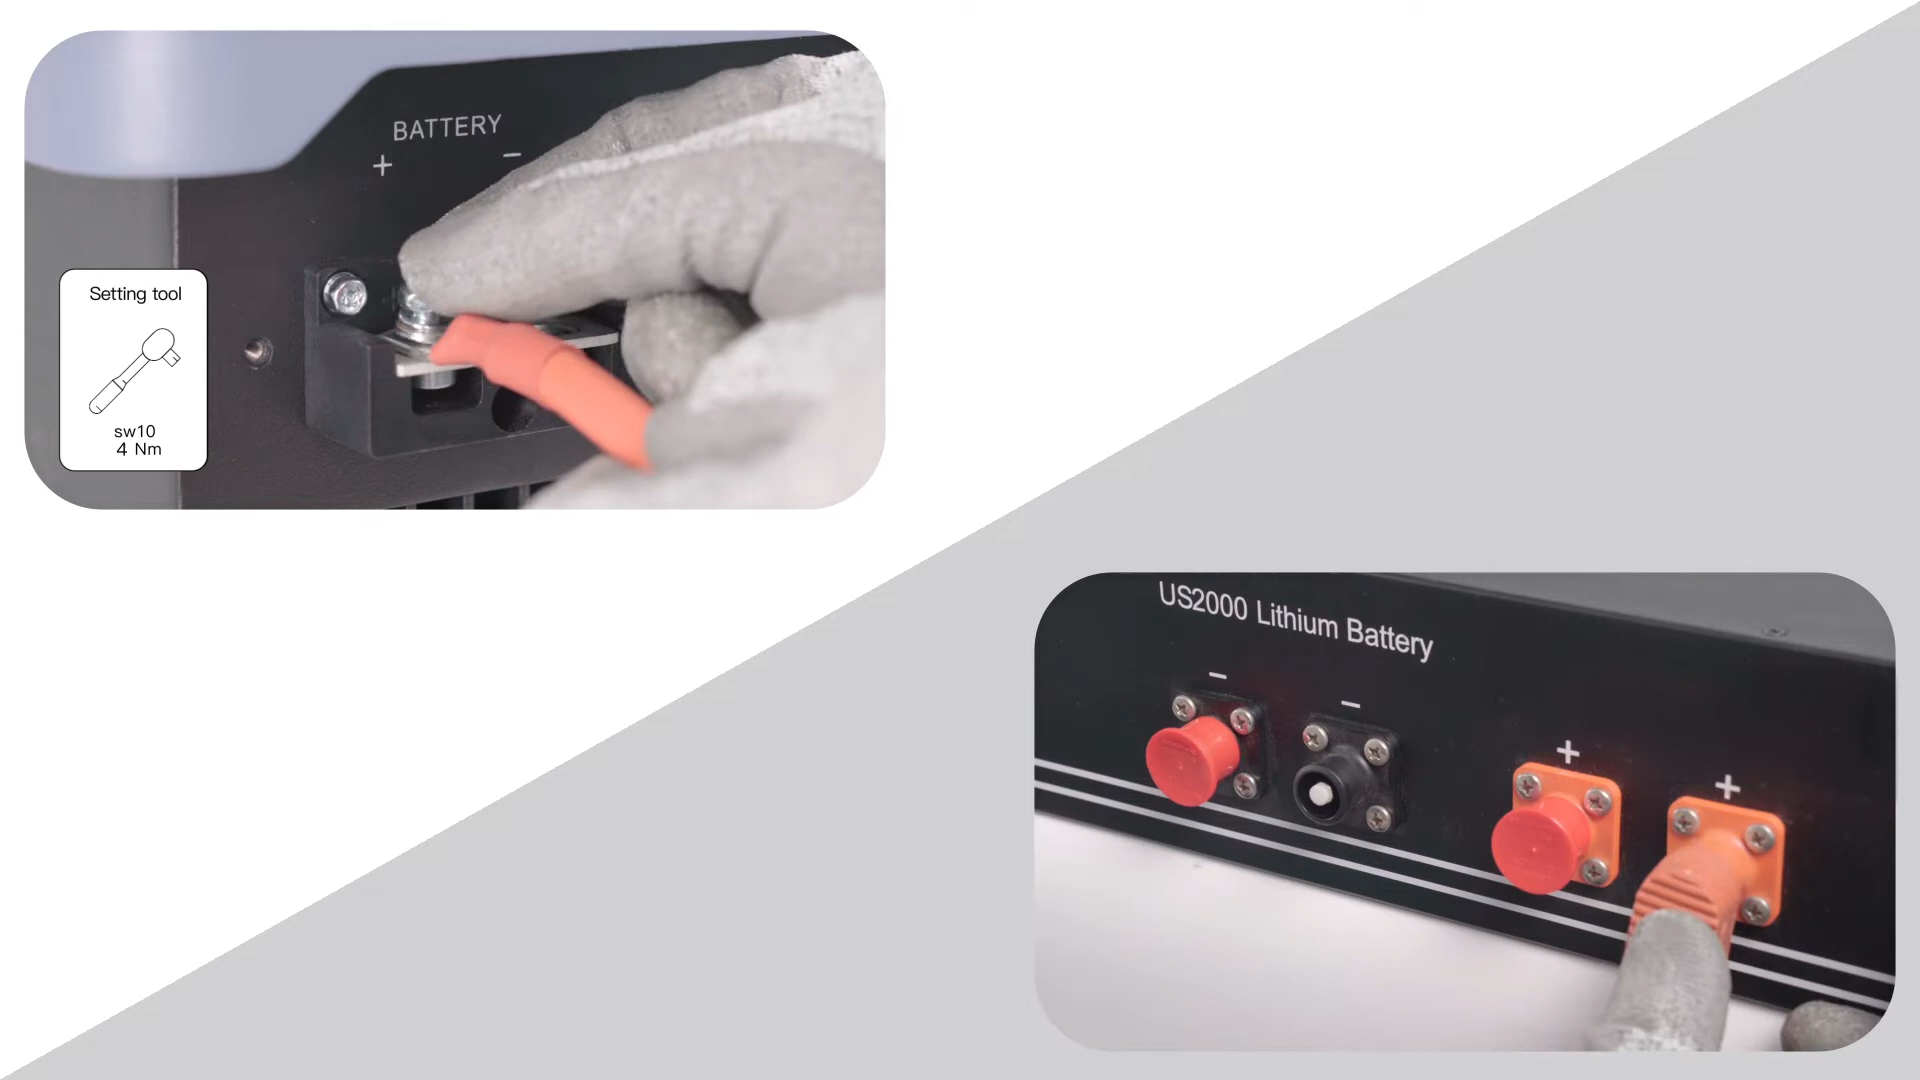 BATTERY
+ −
Setting tool
sw10
4 Nm
US2000 Lithium Battery
− − + +